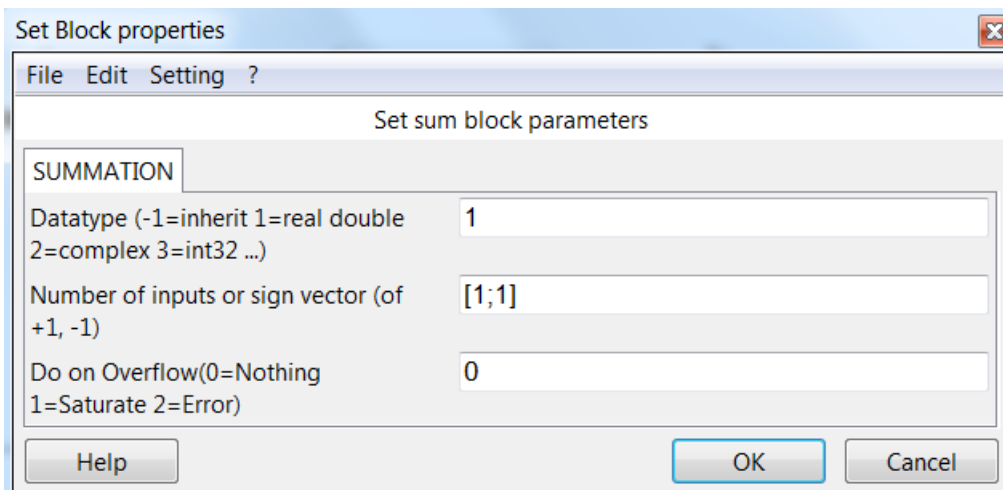 Set Block properties
File Edit Setting ?
Set sum block parameters
SUMMATION
Datatype (-1=inherit 1=real double
2=complex 3=int32 ...)
1
Number of inputs or sign vector (of
+1, -1)
[1;1]
Do on Overflow(0=Nothing
1=Saturate 2=Error)
0
Help OK Cancel